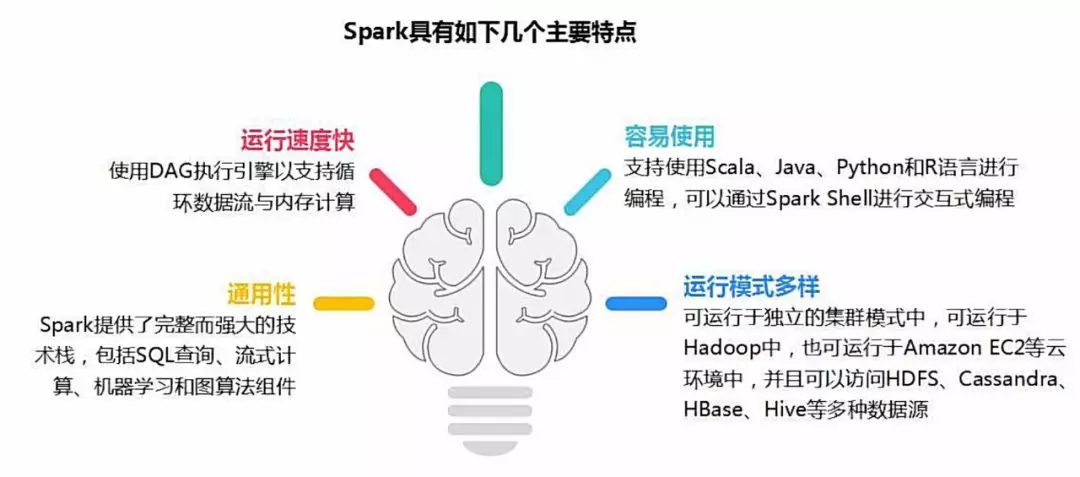 Spark具有如下几个主要特点
运行速度快
使用DAG执行引擎以支持循
环数据流与内存计算
容易使用
支持使用Scala、Java、Python和R语言进行
编程，可以通过Spark Shell进行交互式编程
通用性
Spark提供了完整而强大的技
术栈，包括SQL查询、流式计
算、机器学习和图算法组件
运行模式多样
可运行于独立的集群模式中，可运行于
Hadoop中，也可运行于Amazon EC2等云
环境中，并且可以访问HDFS、Cassandra、
HBase、Hive等多种数据源